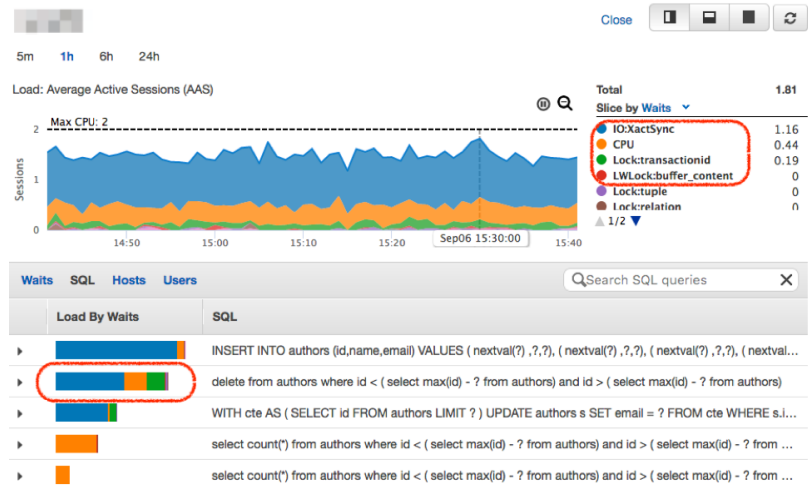 Close
5m 1h 6h 24h
Load: Average Active Sessions (AAS)
Max CPU: 2
2
Sessions
1
0
14:50 15:00 15:10 15:20 Sep06 15:30:00 15:40
Total 1.81
Slice by Waits
IO:XactSync 1.16
CPU 0.44
Lock:transactionid 0.19
LWLock:buffer_content 0
Lock:tuple 0
Lock:relation 0
1/2
Waits SQL Hosts Users
Search SQL queries
Load By Waits SQL
INSERT INTO authors (id,name,email) VALUES ( nextval(?) ,?,?), ( nextval(?) ,?,?), ( nextval(?) ,?,?), ( nextval(...
delete from authors where id < ( select max(id) - ? from authors) and id > ( select max(id) - ? from authors)
WITH cte AS ( SELECT id FROM authors LIMIT ? ) UPDATE authors s SET email = ? FROM cte WHERE s.i...
select count(*) from authors where id < ( select max(id) - ? from authors) and id > ( select max(id) - ? from ...
select count(*) from authors where id < ( select max(id) - ? from authors) and id > ( select max(id) - ? from ...